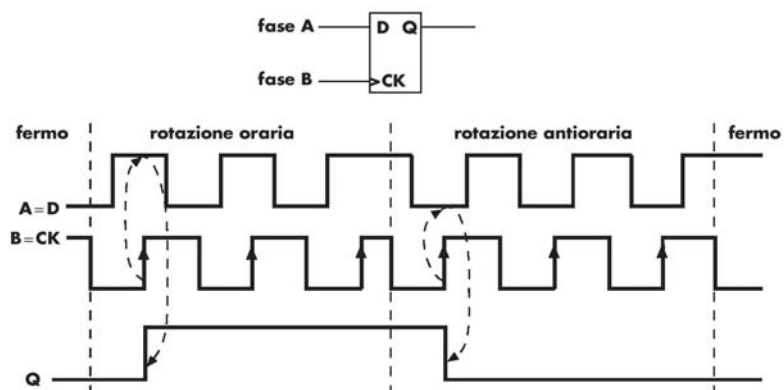 fase A
D Q
fase B
CK
fermo
rotazione oraria
rotazione antioraria
fermo
A=D
B=CK
Q